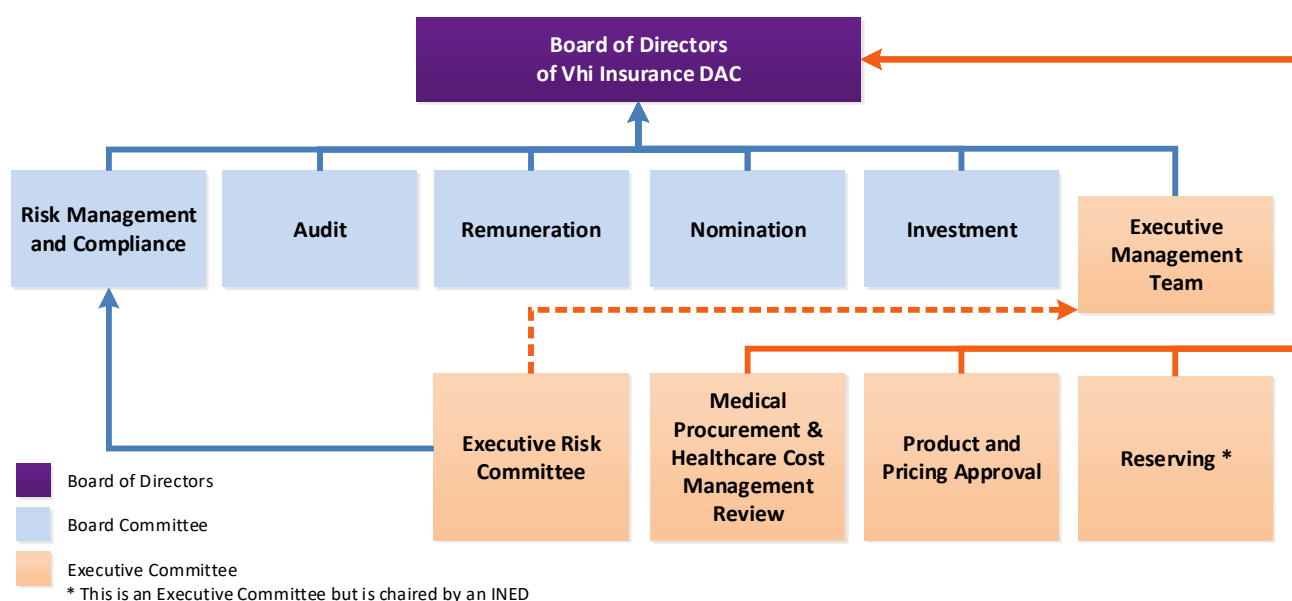 Board of Directors
of Vhi Insurance DAC
Risk Management
and Compliance
Audit
Remuneration
Nomination
Investment
Executive
Management
Team
Executive Risk
Committee
Medical
Procurement &
Healthcare Cost
Management
Review
Product and
Pricing Approval
Reserving *
Board of Directors
Board Committee
Executive Committee
* This is an Executive Committee but is chaired by an INED